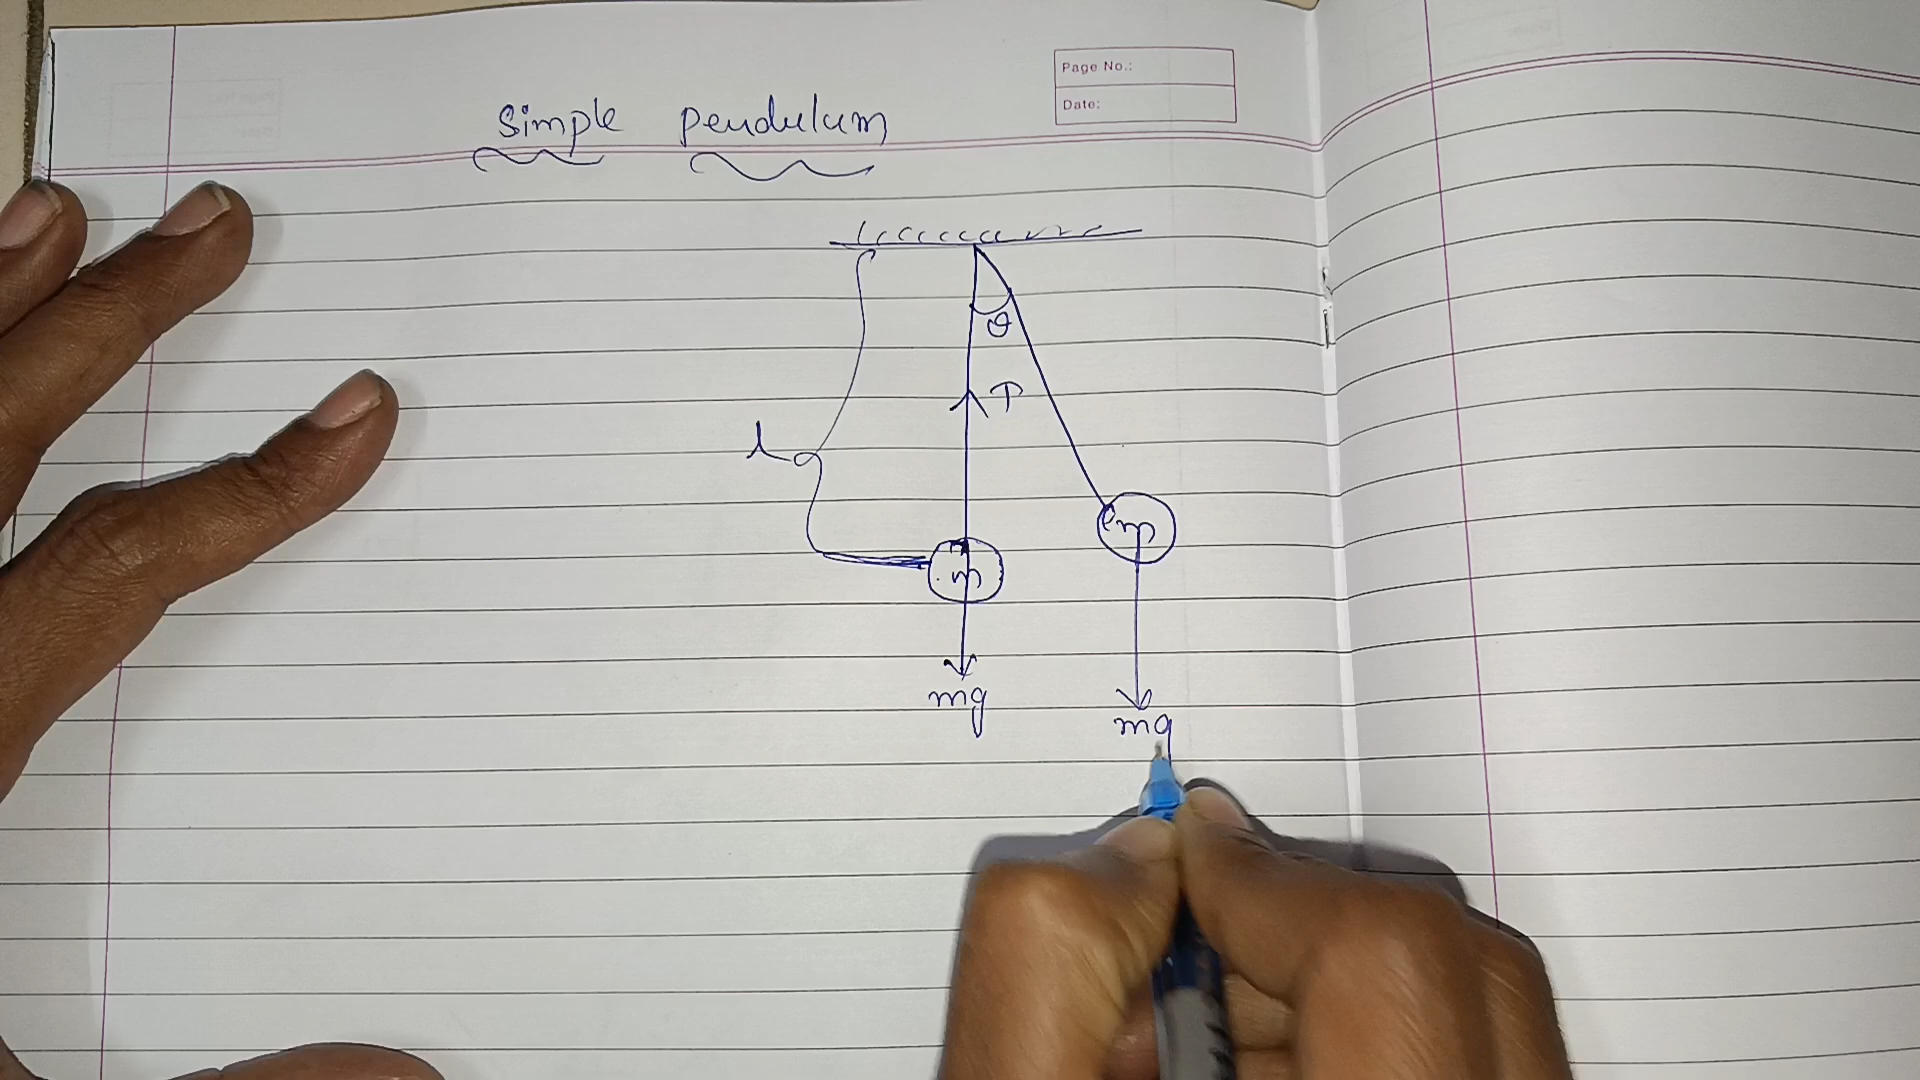 Page No.:
Date:
Simple Pendulum
θ
T
l
m
m
mg
mg